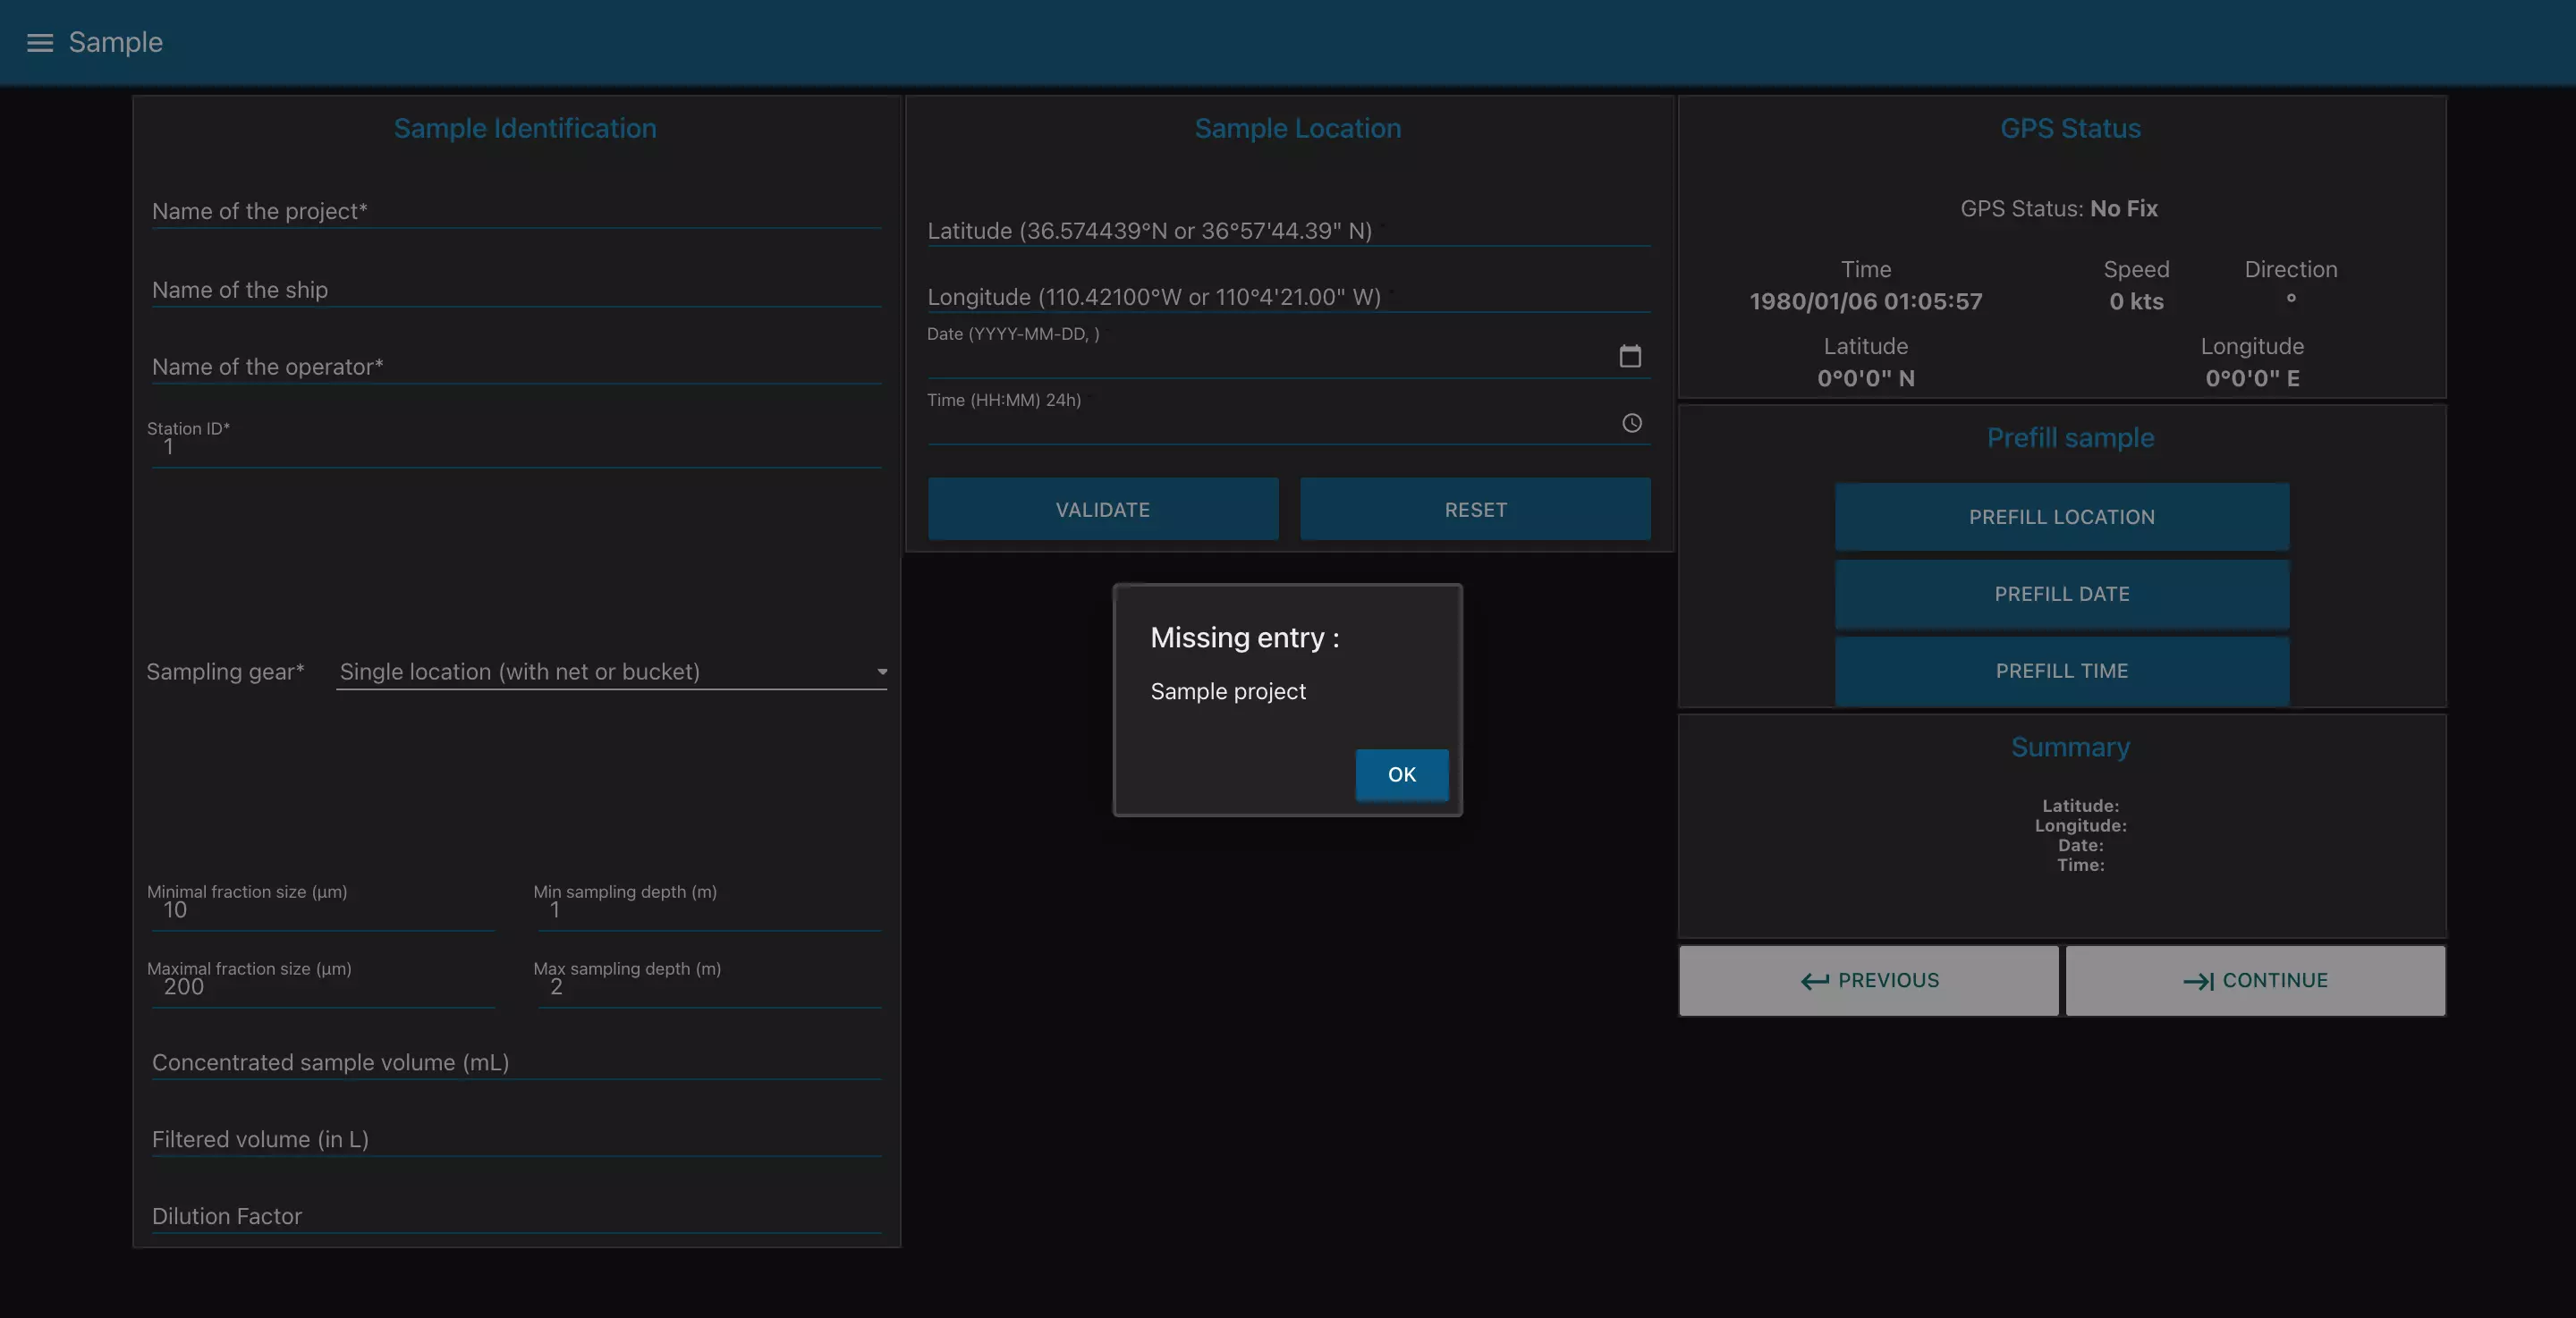 Sample
Sample Identification
Name of the project*
Name of the ship
Name of the operator*
Station ID*
1
Sampling gear* Single location (with net or bucket)
Minimal fraction size (µm) Min sampling depth (m)
10 1
Maximal fraction size (µm) Max sampling depth (m)
200 2
Concentrated sample volume (mL)
Filtered volume (in L)
Dilution Factor
Sample Location
Latitude (36.574439°N or 36°57'44.39" N)
Longitude (110.42100°W or 110°4'21.00" W)
Date (YYYY-MM-DD, )
Time (HH:MM) 24h)
VALIDATE RESET
Missing entry :
Sample project
OK
GPS Status
GPS Status: No Fix
Time Speed Direction
1980/01/06 01:05:57 0 kts °
Latitude Longitude
0°0'0" N 0°0'0" E
Prefill sample
PREFILL LOCATION
PREFILL DATE
PREFILL TIME
Summary
Latitude:
Longitude:
Date:
Time:
PREVIOUS CONTINUE